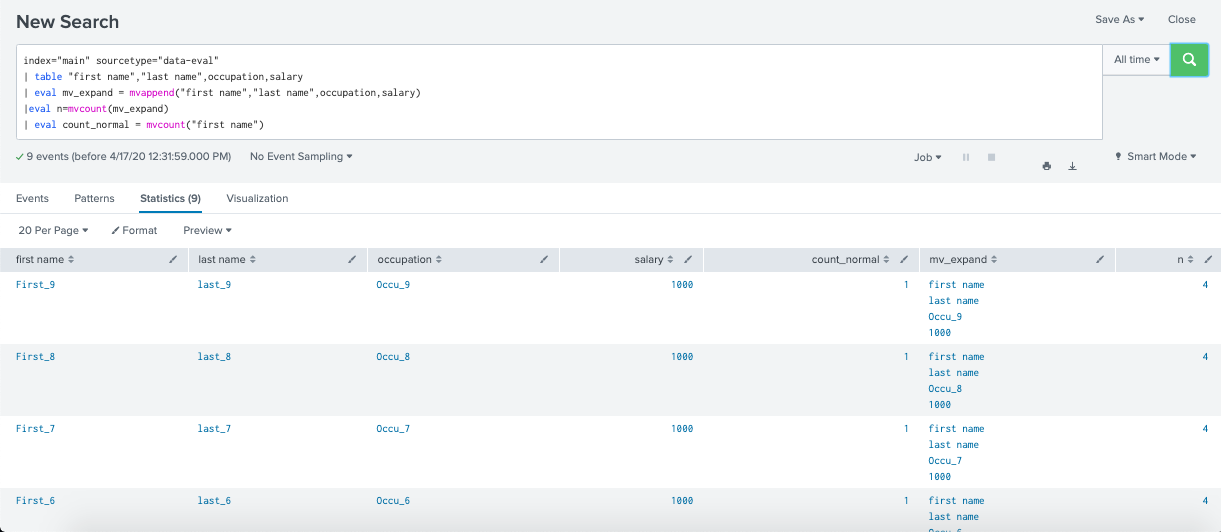 New Search
Save As Close
index="main" sourcetype="data-eval"
| table "first name","last name",occupation,salary
| eval mv_expand = mvappend("first name","last name",occupation,salary)
|eval n=mvcount(mv_expand)
| eval count_normal = mvcount("first name")
All time
9 events (before 4/17/20 12:31:59.000 PM) No Event Sampling Job Smart Mode
Events Patterns Statistics (9) Visualization
20 Per Page Format Preview
first name last name occupation salary count_normal mv_expand n
First_9 last_9 Occu_9 1000 1 first name 4
last name
Occu_9
1000
First_8 last_8 Occu_8 1000 1 first name 4
last name
Occu_8
1000
First_7 last_7 Occu_7 1000 1 first name 4
last name
Occu_7
1000
First_6 last_6 Occu_6 1000 1 first name 4
last name